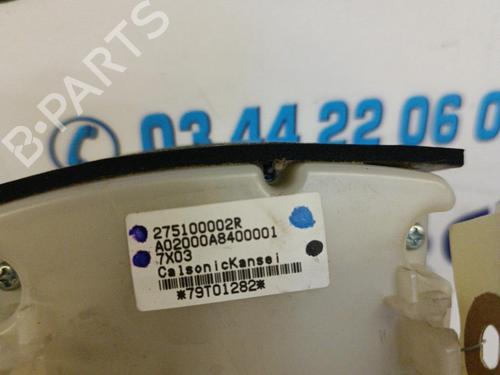 B-PARTS
03 44 22 06 0
275100002R
A02000A8400001
7X03
CalsonicKansei
*79T01282*